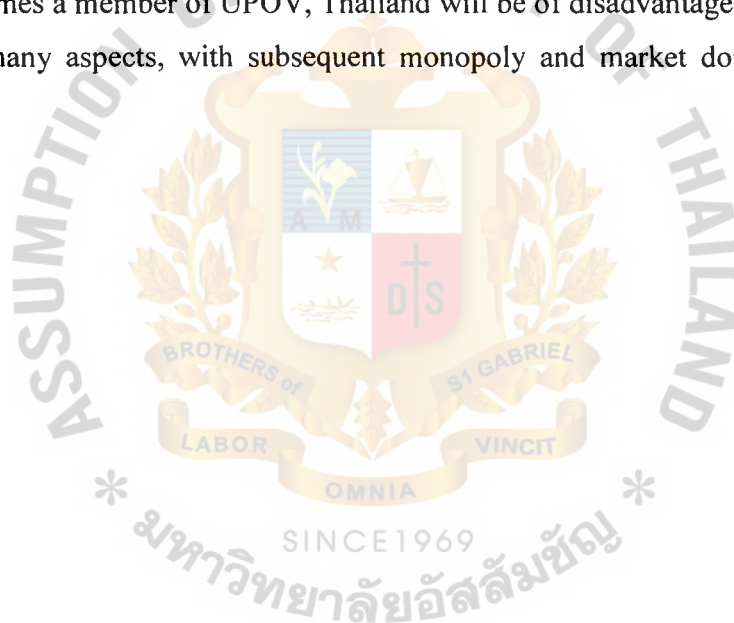 mes a member of UPOV, Thailand will be of disadvantage
many aspects, with subsequent monopoly and market do
ASSUMPTION
OF THAILAND
A M
D S
BROTHERS of ST GABRIEL
LABOR OMNIA VINCIT
SINCE1969
* มหาวิทยาลัยอัสสัมชัญ *